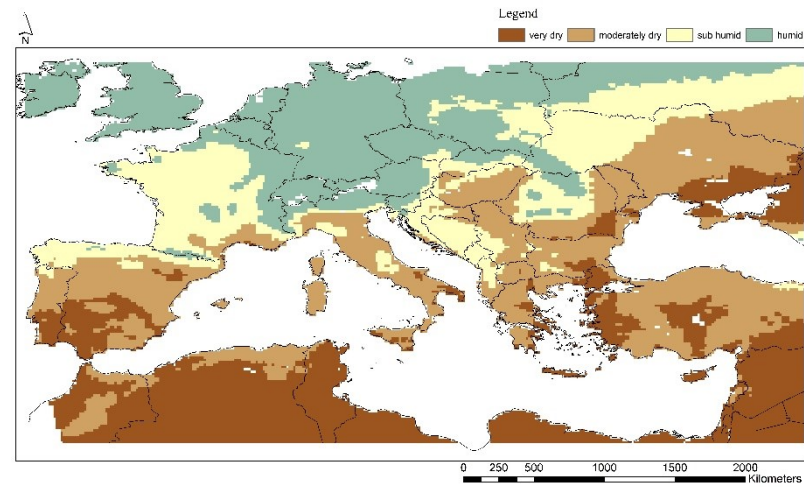 Legend
very dry moderately dry sub humid humid
N
0 250 500 1000 1500 2000
Kilometers